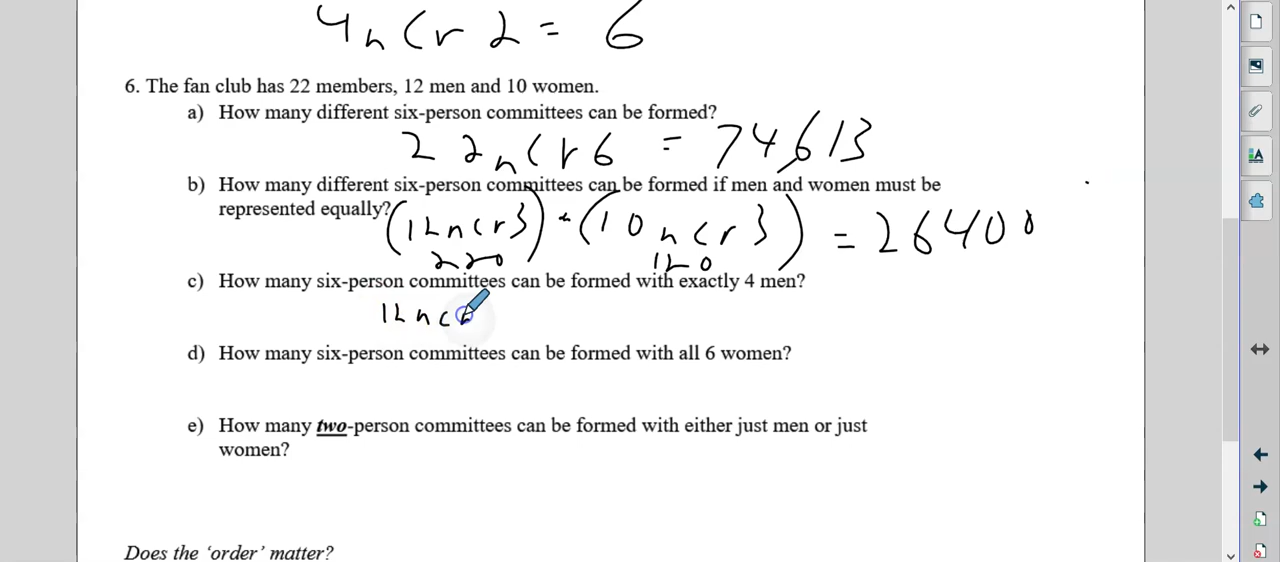 4nCr2 = 6
6. The fan club has 22 members, 12 men and 10 women.
a) How many different six-person committees can be formed?
22nCr6 = 74,613
b) How many different six-person committees can be formed if men and women must be
represented equally?
(12nCr3) · (10nCr3) = 26400
220 120
c) How many six-person committees can be formed with exactly 4 men?
12nCr
d) How many six-person committees can be formed with all 6 women?
e) How many two-person committees can be formed with either just men or just
women?
Does the ‘order’ matter?